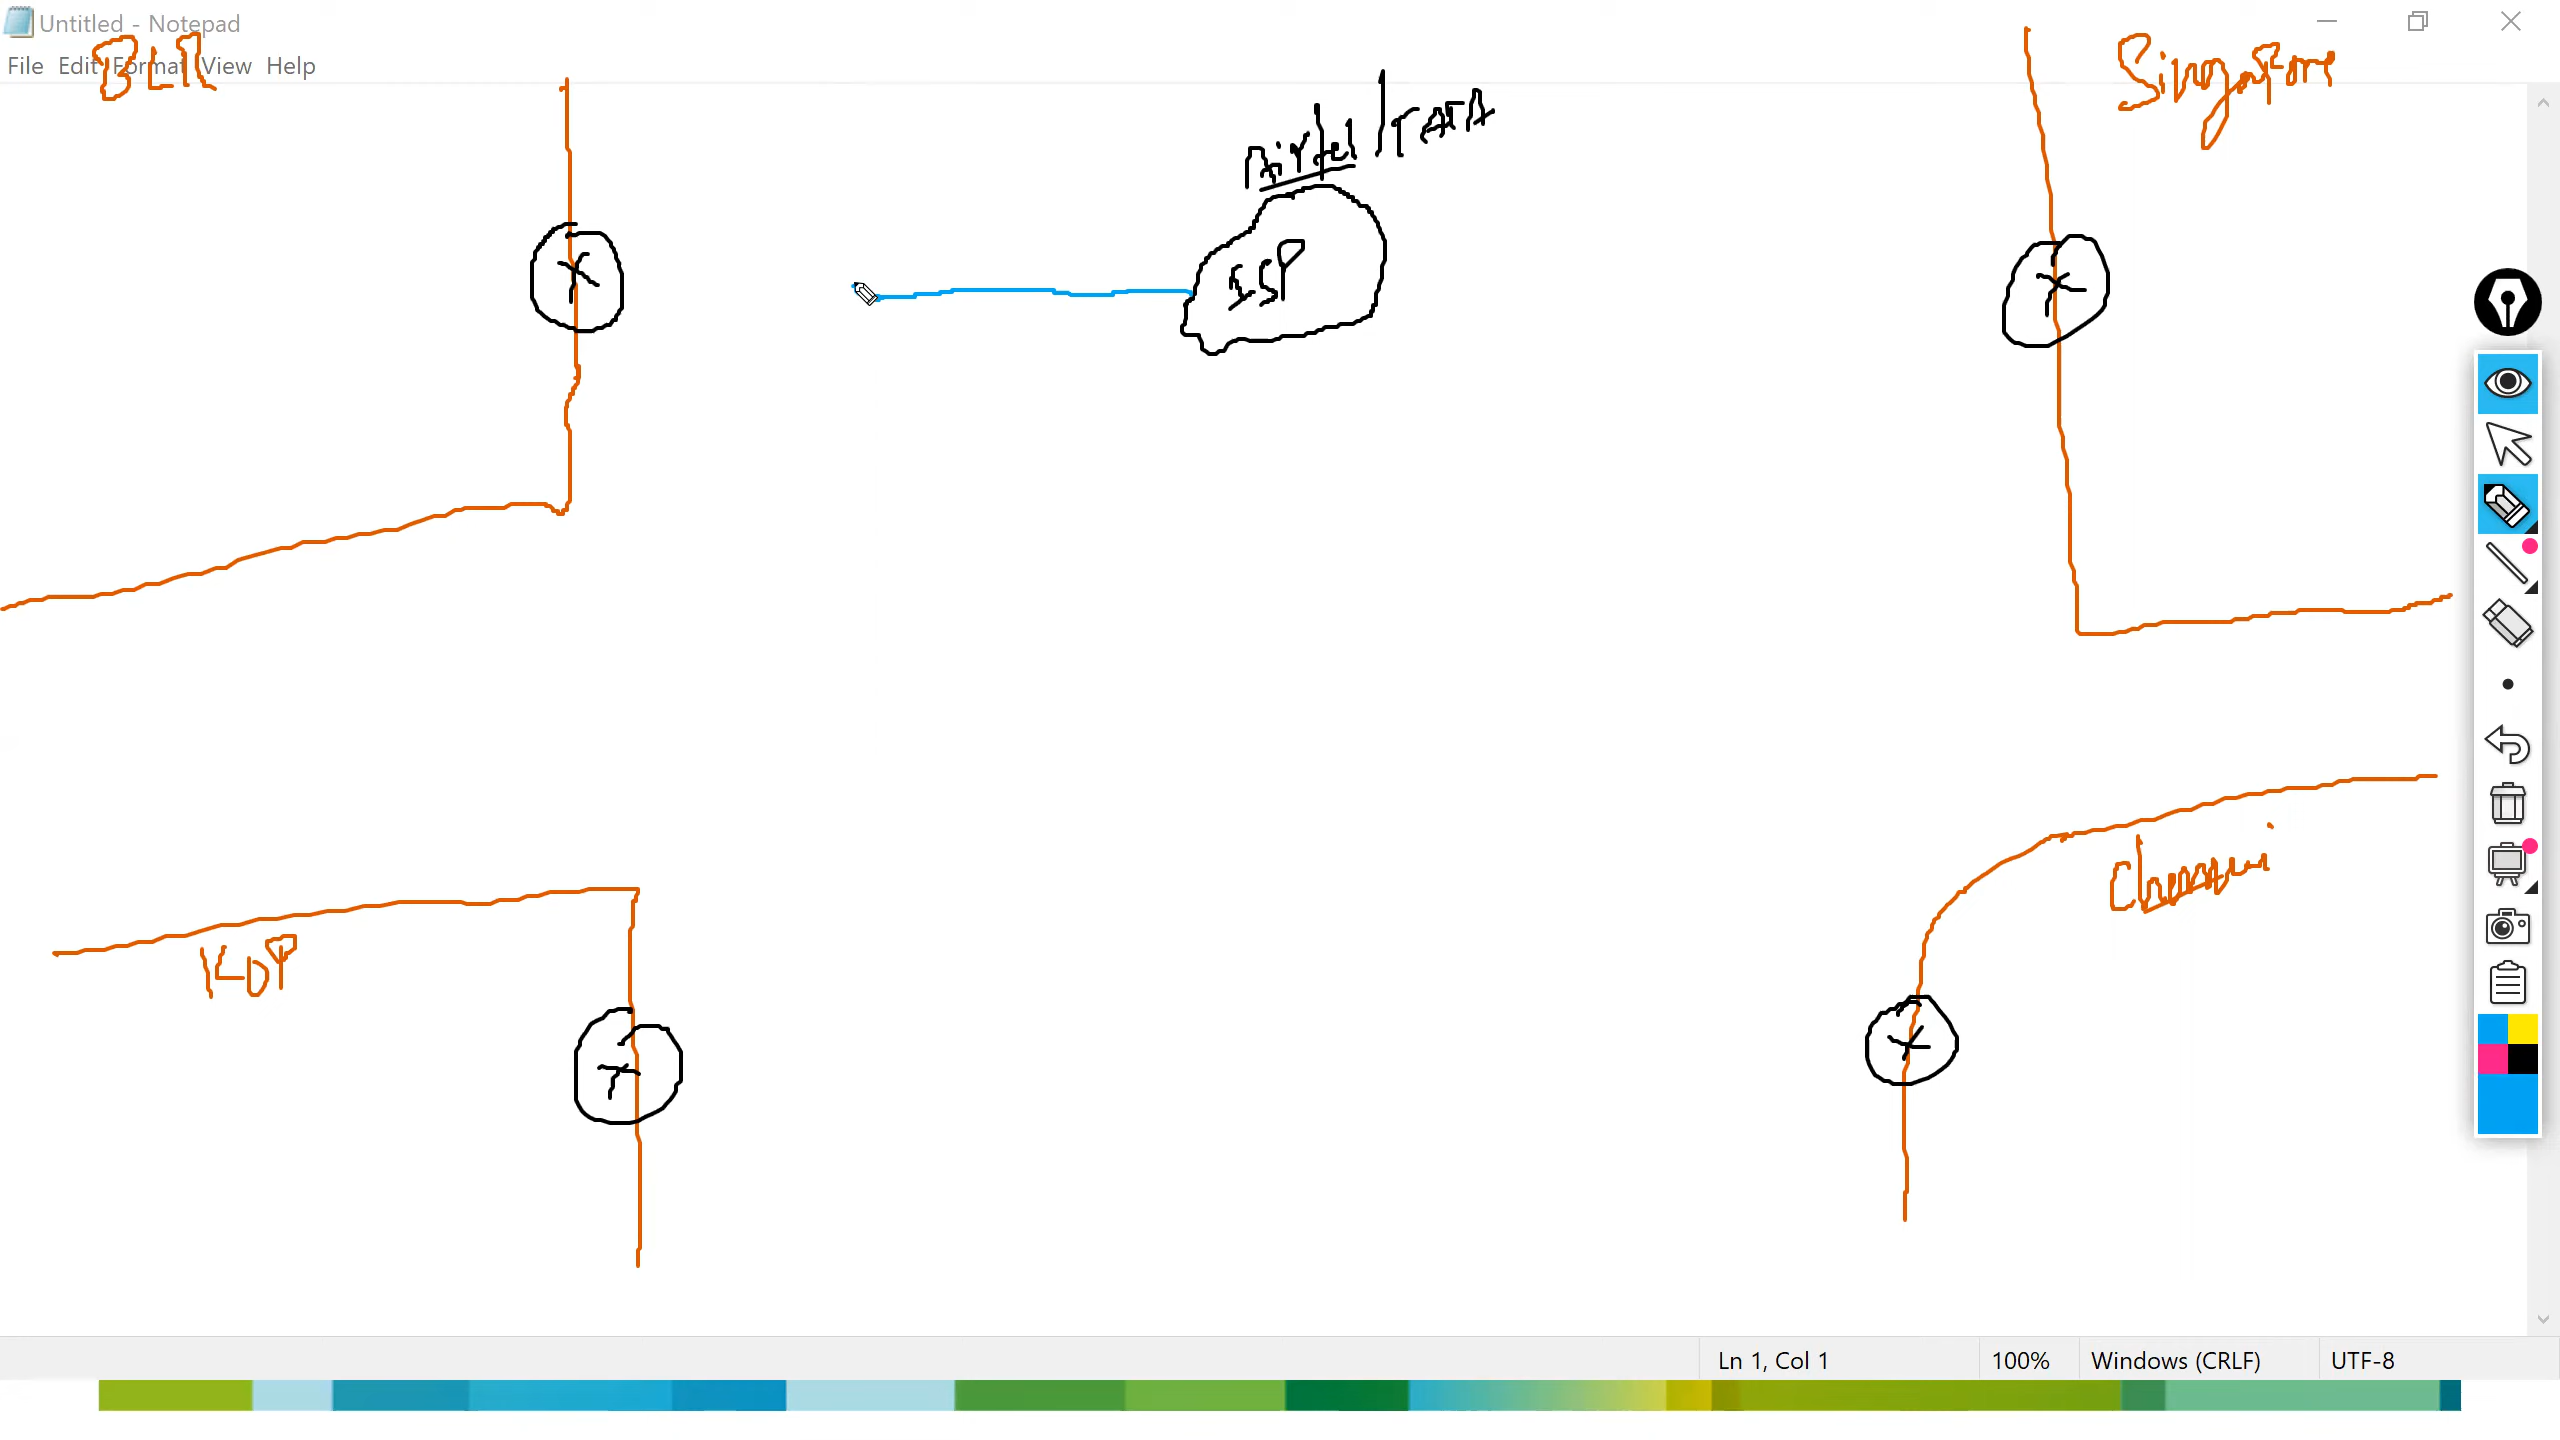 Untitled - Notepad
File Edit Format View Help
BLR
Singapore
Airtel | TATA
ISP
KDP
Chennai
Ln 1, Col 1
100%
Windows (CRLF)
UTF-8